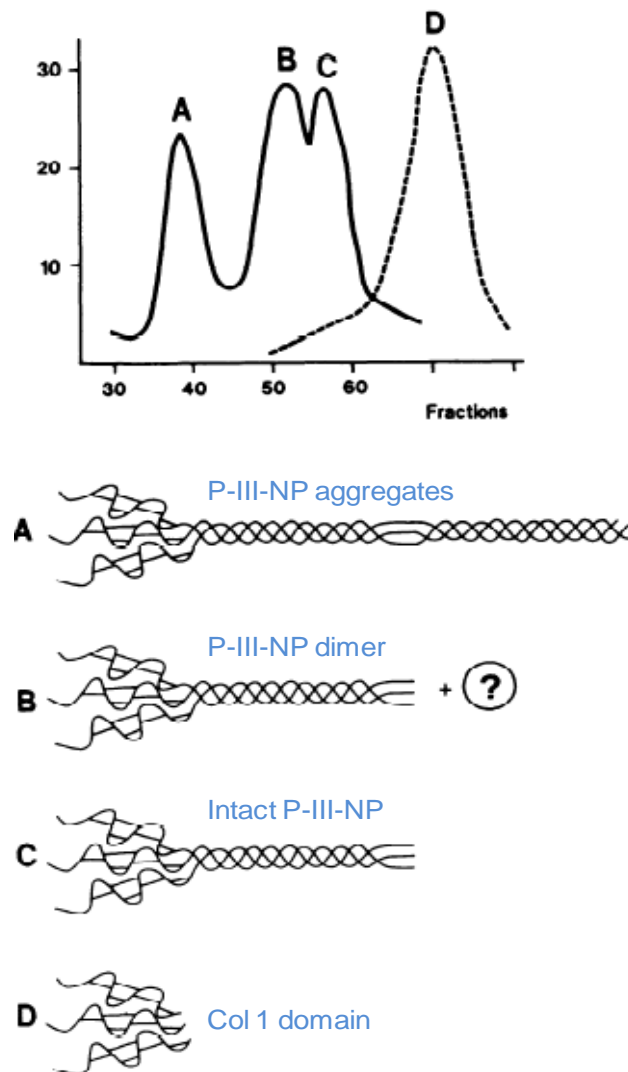 D
B
C
A
30
20
10
30 40 50 60
Fractions
P-III-NP aggregates
A
P-III-NP dimer
B + ?
Intact P-III-NP
C
D Col 1 domain